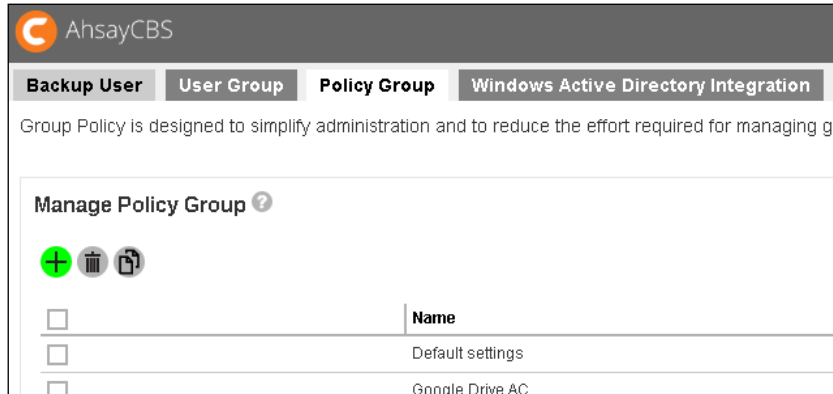 AhsayCBS
Backup User User Group Policy Group Windows Active Directory Integration
Group Policy is designed to simplify administration and to reduce the effort required for managing g
Manage Policy Group ?
Name
Default settings
Google Drive AC